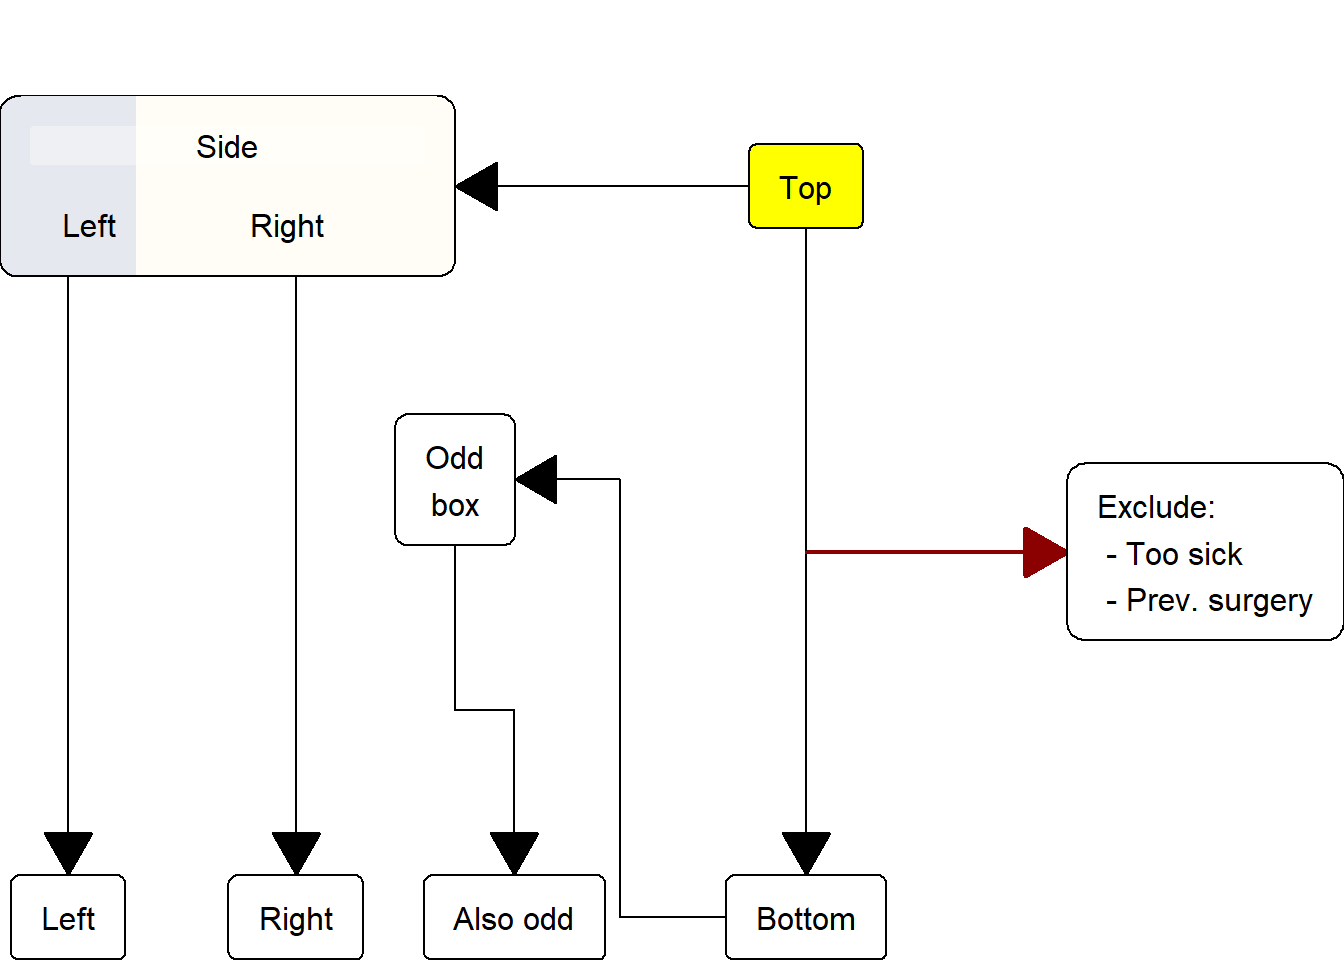 Side
Top
Left
Right
Odd
box
Exclude:
- Too sick
- Prev. surgery
Left
Right
Also odd
Bottom